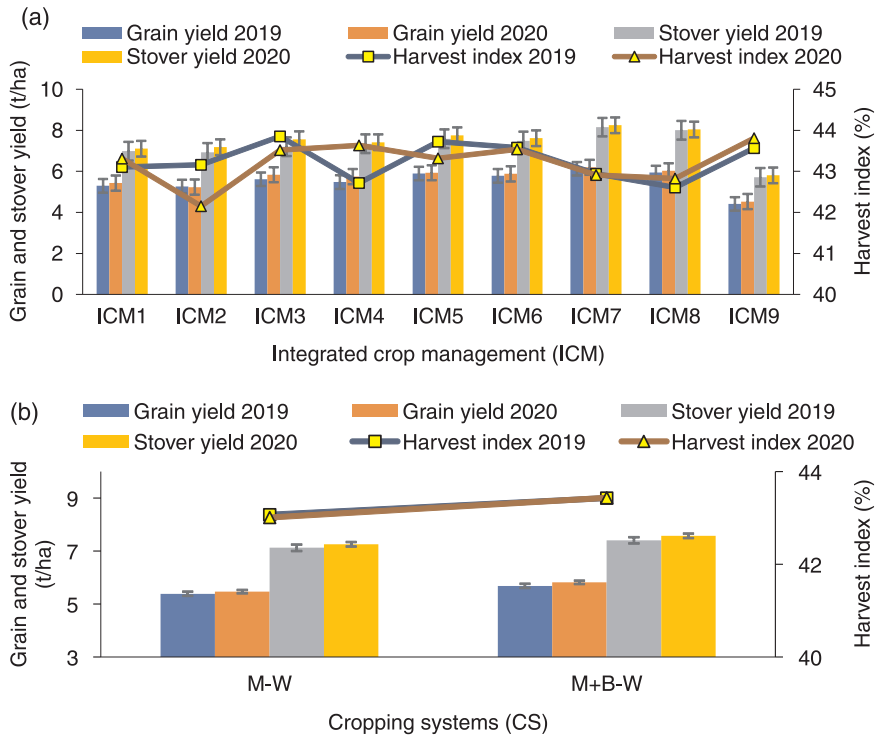 (a)
Grain yield 2019 Grain yield 2020 Stover yield 2019
Stover yield 2020 Harvest index 2019 Harvest index 2020
Grain and stover yield (t/ha)
10
8
6
4
2
0
45
44
43
42
41
40
Harvest index (%)
ICM1 ICM2 ICM3 ICM4 ICM5 ICM6 ICM7 ICM8 ICM9
Integrated crop management (ICM)
(b)
Grain yield 2019 Grain yield 2020 Stover yield 2019
Stover yield 2020 Harvest index 2019 Harvest index 2020
Grain and stover yield
(t/ha)
9
7
5
3
44
42
41
40
Harvest index (%)
M-W M+B-W
Cropping systems (CS)